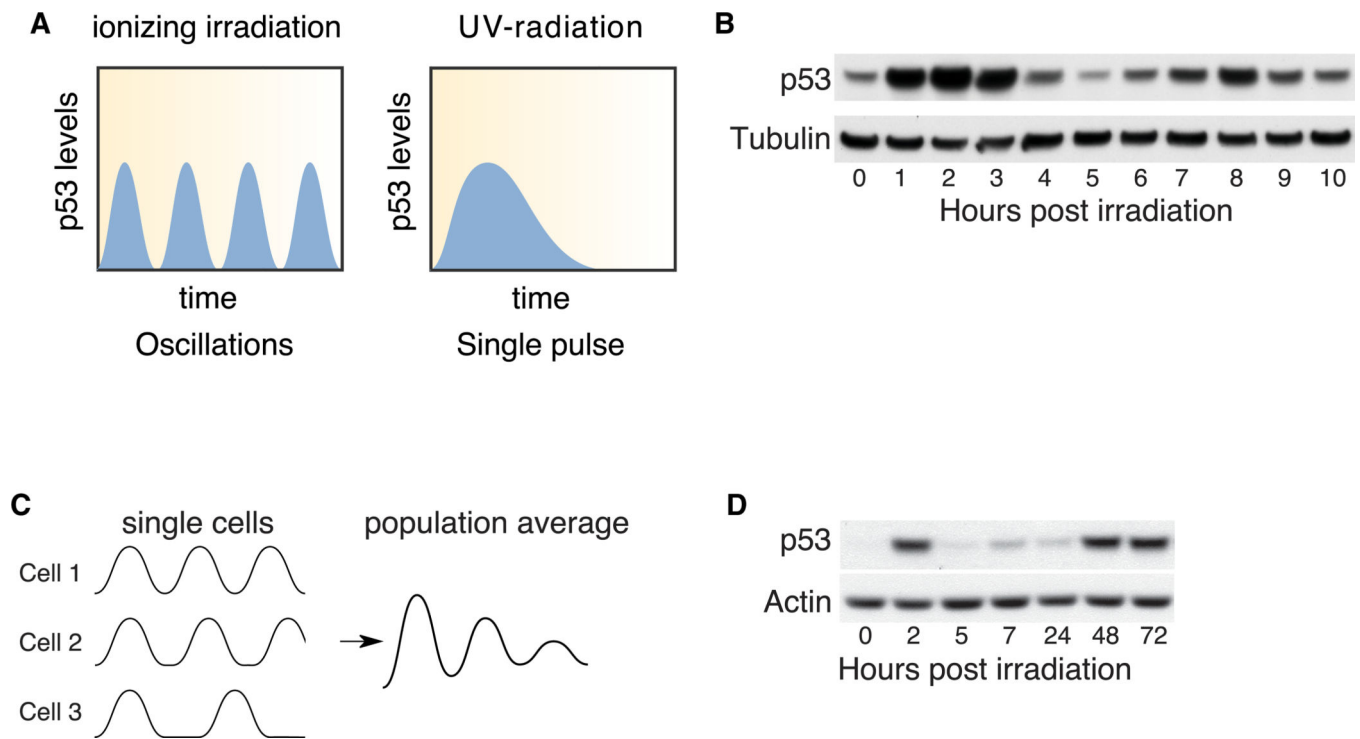 A
ionizing irradiation
UV-radiation
p53 levels
p53 levels
time
time
Oscillations
Single pulse
B
p53
Tubulin
0 1 2 3 4 5 6 7 8 9 10
Hours post irradiation
C
single cells
population average
Cell 1
Cell 2
Cell 3
D
p53
Actin
0 2 5 7 24 48 72
Hours post irradiation